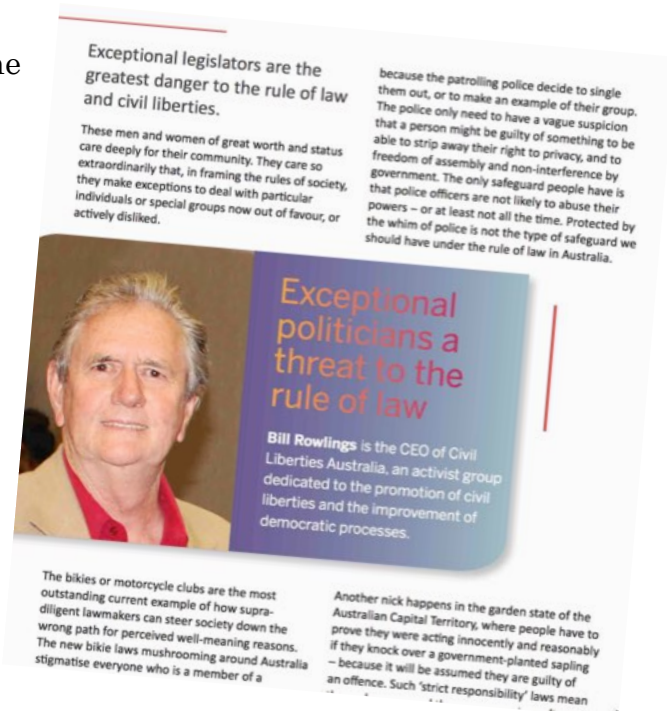 ne
Exceptional legislators are the
greatest danger to the rule of law
and civil liberties.
These men and women of great worth and status
care deeply for their community. They care so
extraordinarily that, in framing the rules of society,
they make exceptions to deal with particular
individuals or special groups now out of favour, or
actively disliked.
because the patrolling police decide to single
them out, or to make an example of their group.
The police only need to have a vague suspicion
that a person might be guilty of something to be
able to strip away their right to privacy, and to
freedom of assembly and non-interference by
government. The only safeguard people have is
that police officers are not likely to abuse their
powers – or at least not all the time. Protected by
the whim of police is not the type of safeguard we
should have under the rule of law in Australia.
Exceptional
politicians a
threat to the
rule of law
Bill Rowlings is the CEO of Civil
Liberties Australia, an activist group
dedicated to the promotion of civil
liberties and the improvement of
democratic processes.
The bikies or motorcycle clubs are the most
outstanding current example of how supra-
diligent lawmakers can steer society down the
wrong path for perceived well-meaning reasons.
The new bikie laws mushrooming around Australia
stigmatise everyone who is a member of a
Another nick happens in the garden state of the
Australian Capital Territory, where people have to
prove they were acting innocently and reasonably
if they knock over a government-planted sapling
– because it will be assumed they are guilty of
an offence. Such 'strict responsibility' laws mean